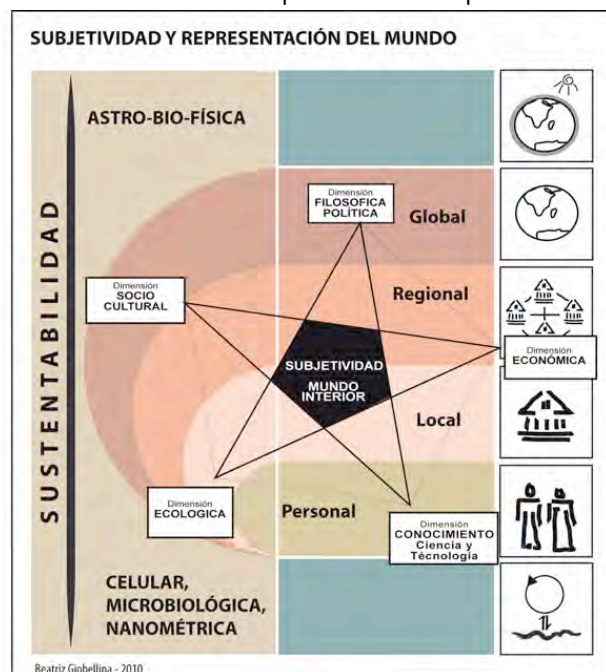 SUBJETIVIDAD Y REPRESENTACIÓN DEL MUNDO
SUSTENTABILIDAD
ASTRO-BIO-FÍSICA
Dimensión
FILOSOFICA
POLÍTICA
Global
Regional
Dimensión
SOCIO
CULTURAL
Dimensión
ECONÓMICA
SUBJETIVIDAD
MUNDO
INTERIOR
Local
Dimensión
ECOLOGICA
Personal
Dimensión
CONOCIMIENTO
Ciencia y
Técnología
CELULAR,
MICROBIOLÓGICA,
NANOMÉTRICA
Beatriz Giobellina - 2010